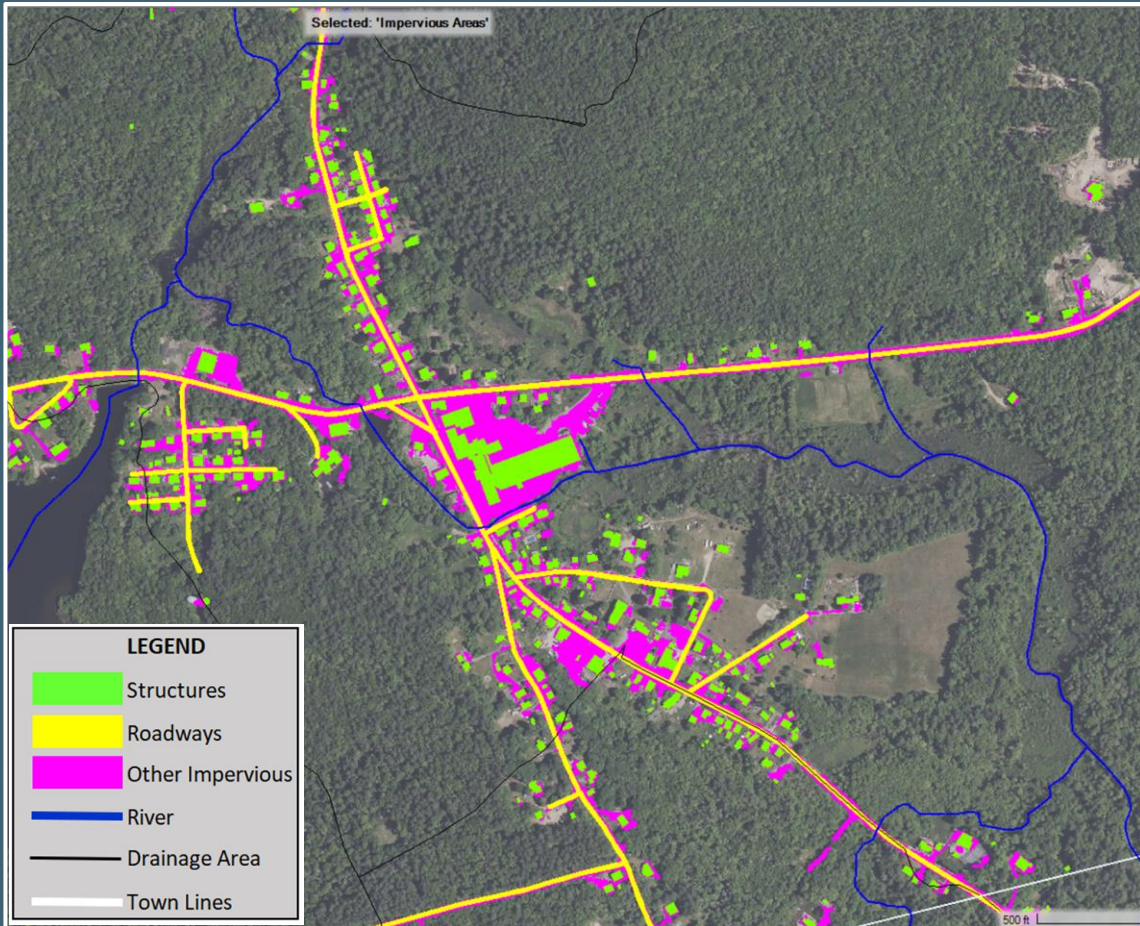 Selected: 'Impervious Areas'
LEGEND
Structures
Roadways
Other Impervious
River
Drainage Area
Town Lines
500 ft